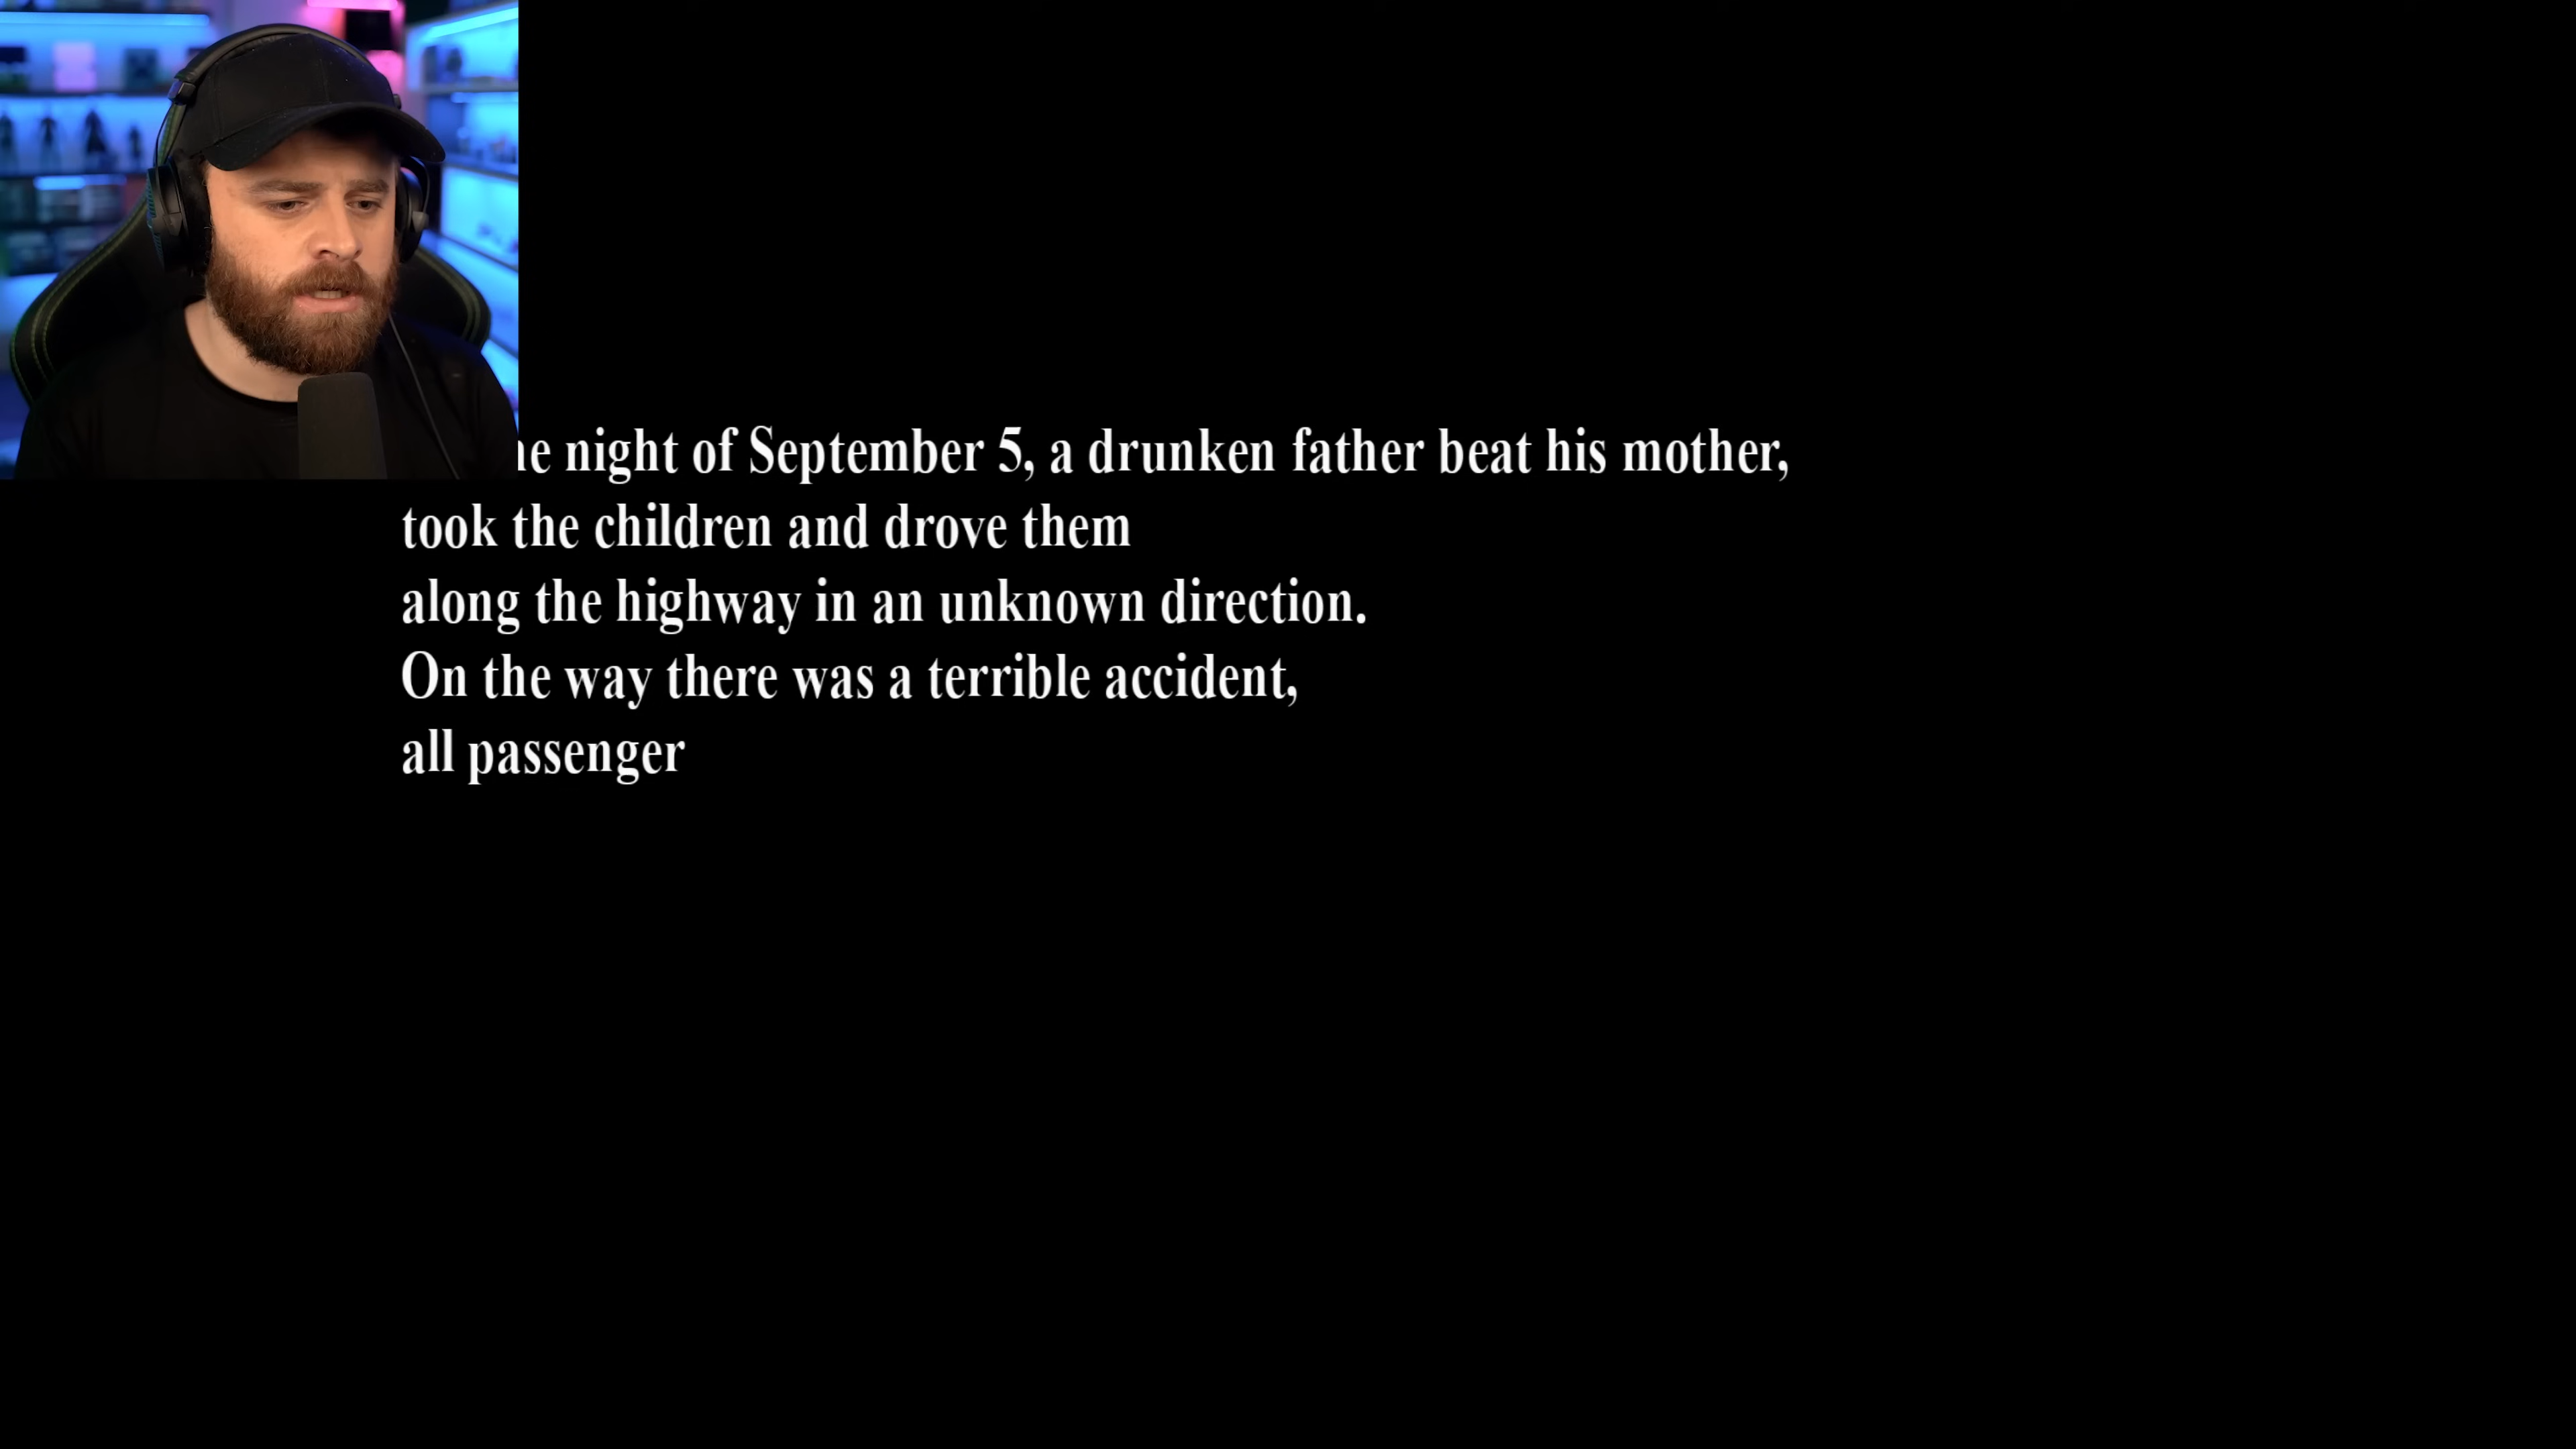 night of September 5, a drunken father beat his mother,
took the children and drove them
along the highway in an unknown direction.
On the way there was a terrible accident,
all passenger